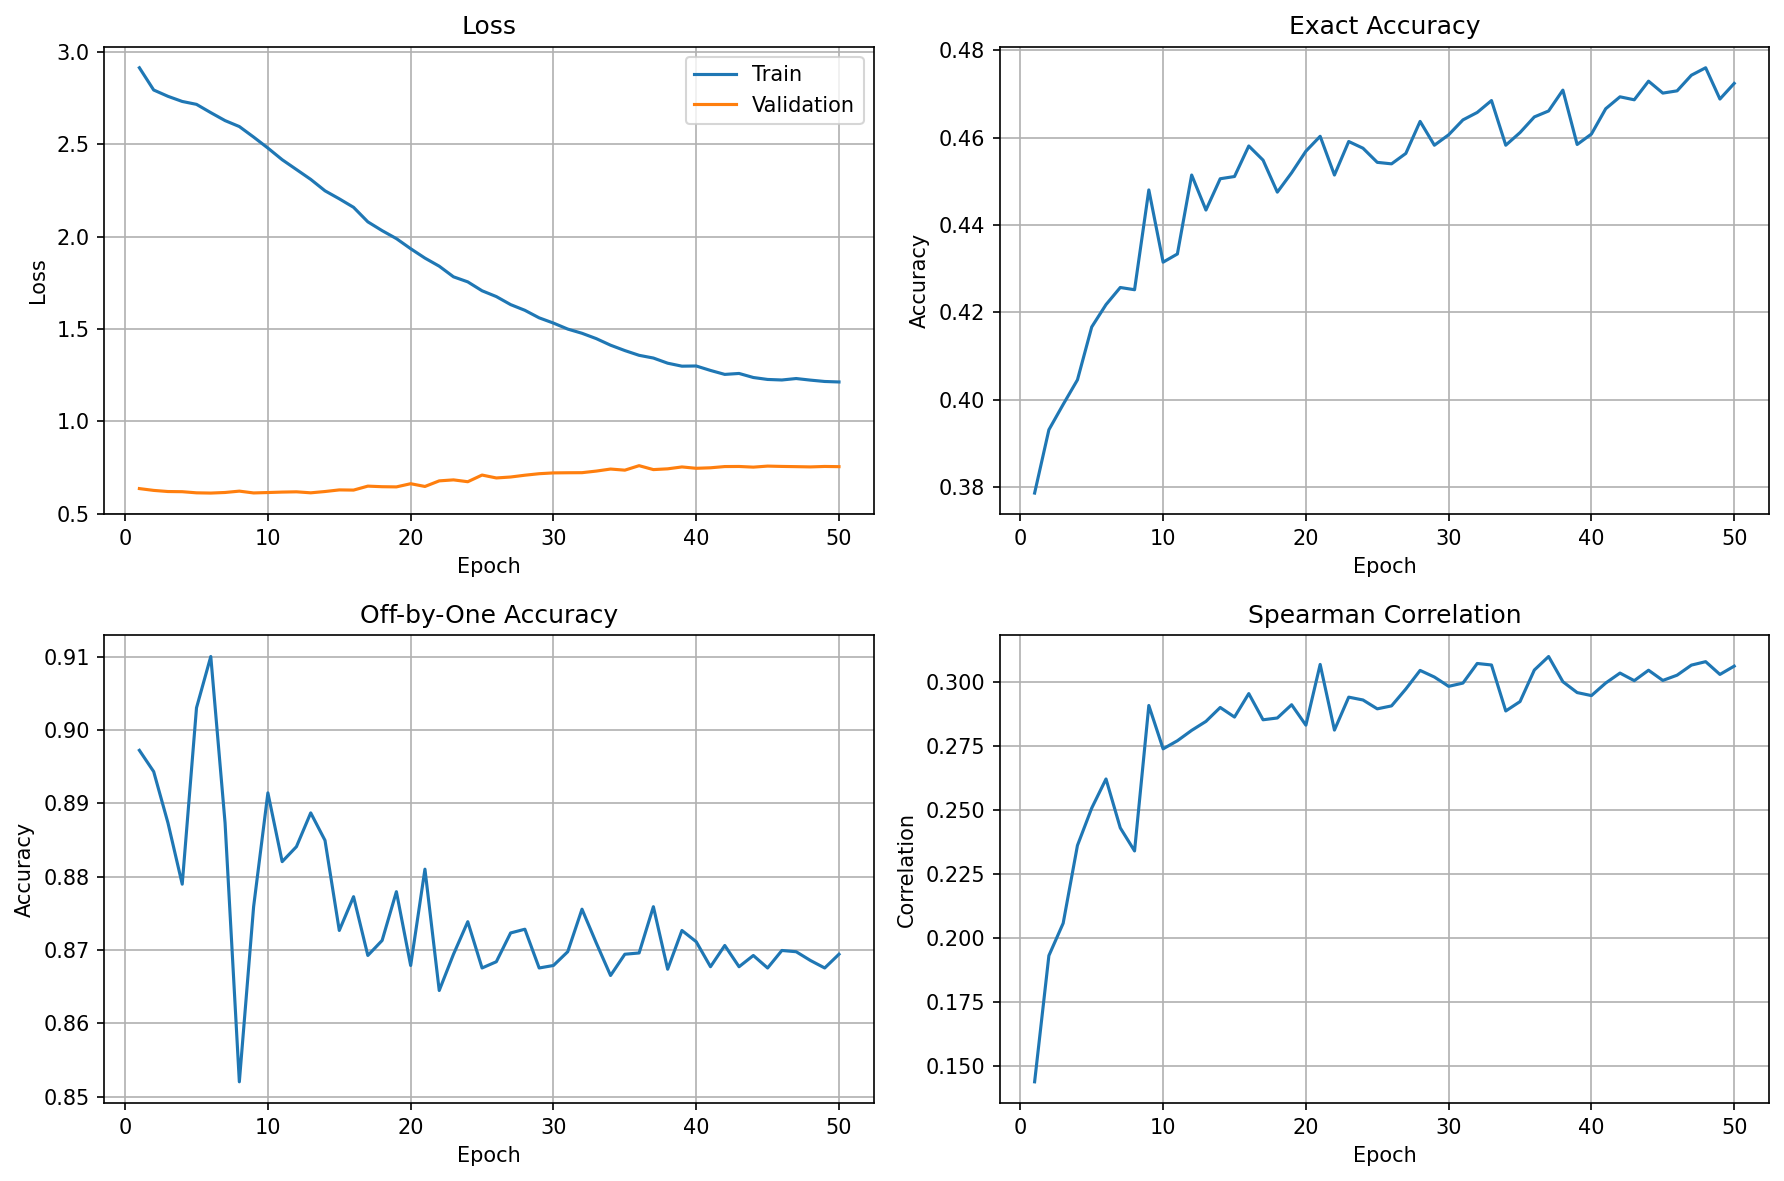 Loss
3.0
2.5
2.0
1.5
1.0
0.5
Loss
Train
Validation
0 10 20 30 40 50
Epoch
Exact Accuracy
0.48
0.46
0.44
0.42
0.40
0.38
Accuracy
0 10 20 30 40 50
Epoch
Off-by-One Accuracy
0.91
0.90
0.89
0.88
0.87
0.86
0.85
Accuracy
0 10 20 30 40 50
Epoch
Spearman Correlation
0.300
0.275
0.250
0.225
0.200
0.175
0.150
Correlation
0 10 20 30 40 50
Epoch